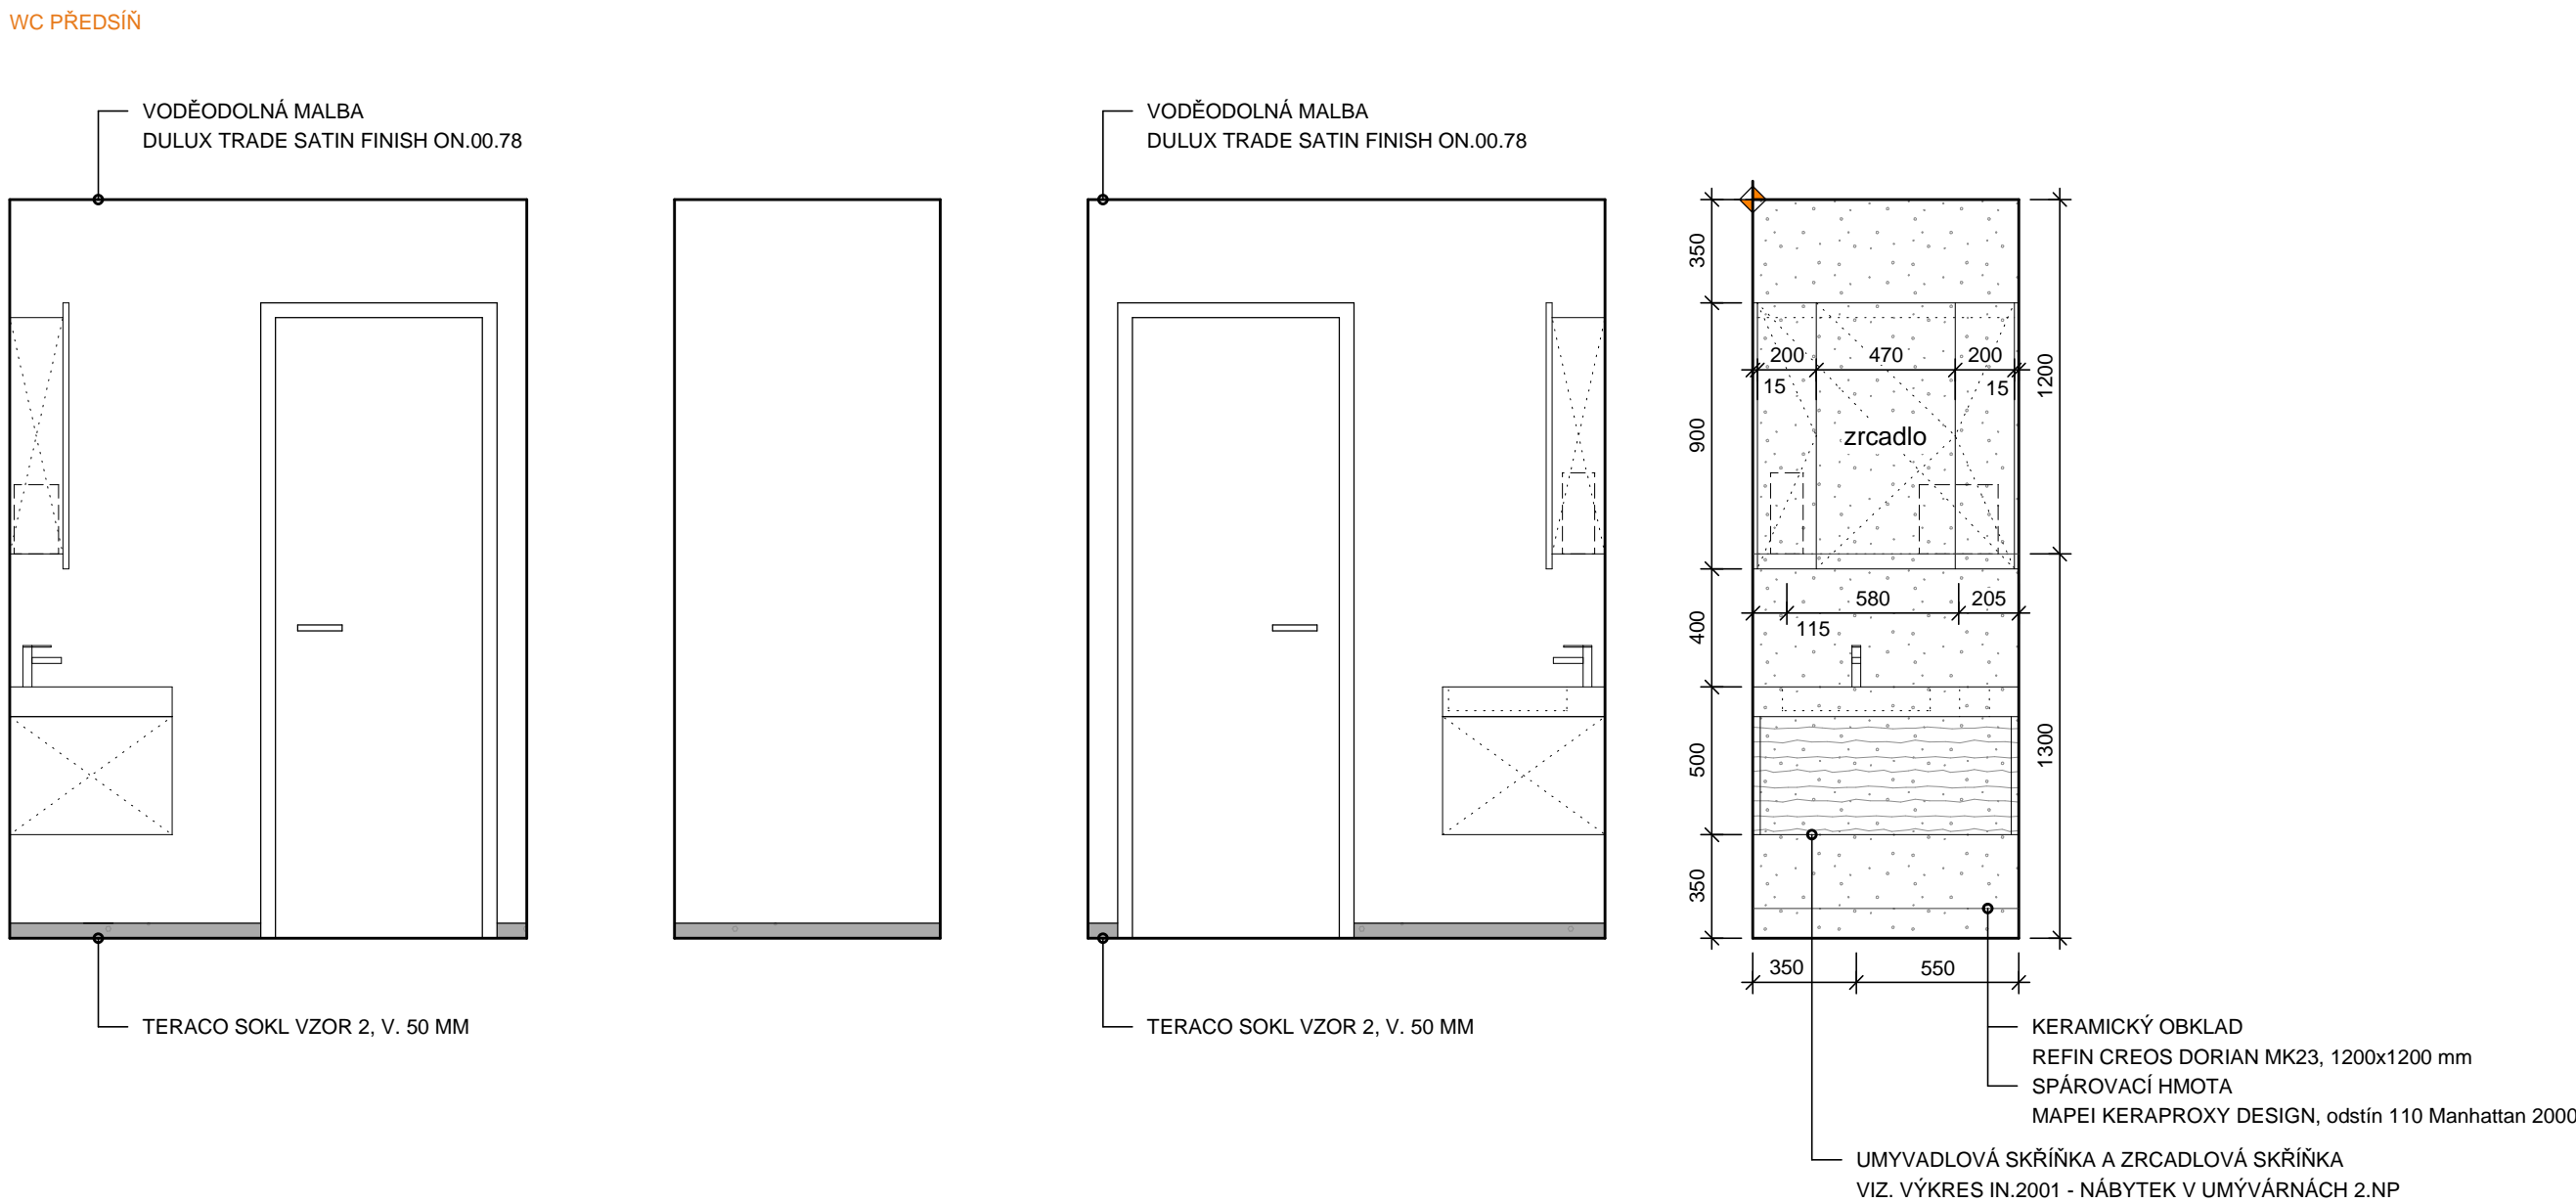 WC PŘEDSÍŇ
VODĚODOLNÁ MALBA
DULUX TRADE SATIN FINISH ON.00.78
VODĚODOLNÁ MALBA
DULUX TRADE SATIN FINISH ON.00.78
350
900
400
500
350
200
470
200
15
15
zrcadlo
580
205
115
1200
1300
350
550
TERACO SOKL VZOR 2, V. 50 MM
TERACO SOKL VZOR 2, V. 50 MM
KERAMICKÝ OBKLAD
REFIN CREOS DORIAN MK23, 1200x1200 mm
SPÁROVACÍ HMOTA
MAPEI KERAPROXY DESIGN, odstín 110 Manhattan 2000
UMYVADLOVÁ SKŘÍŇKA A ZRCADLOVÁ SKŘÍŇKA
VIZ. VÝKRES IN.2001 - NÁBYTEK V UMÝVÁRNÁCH 2.NP